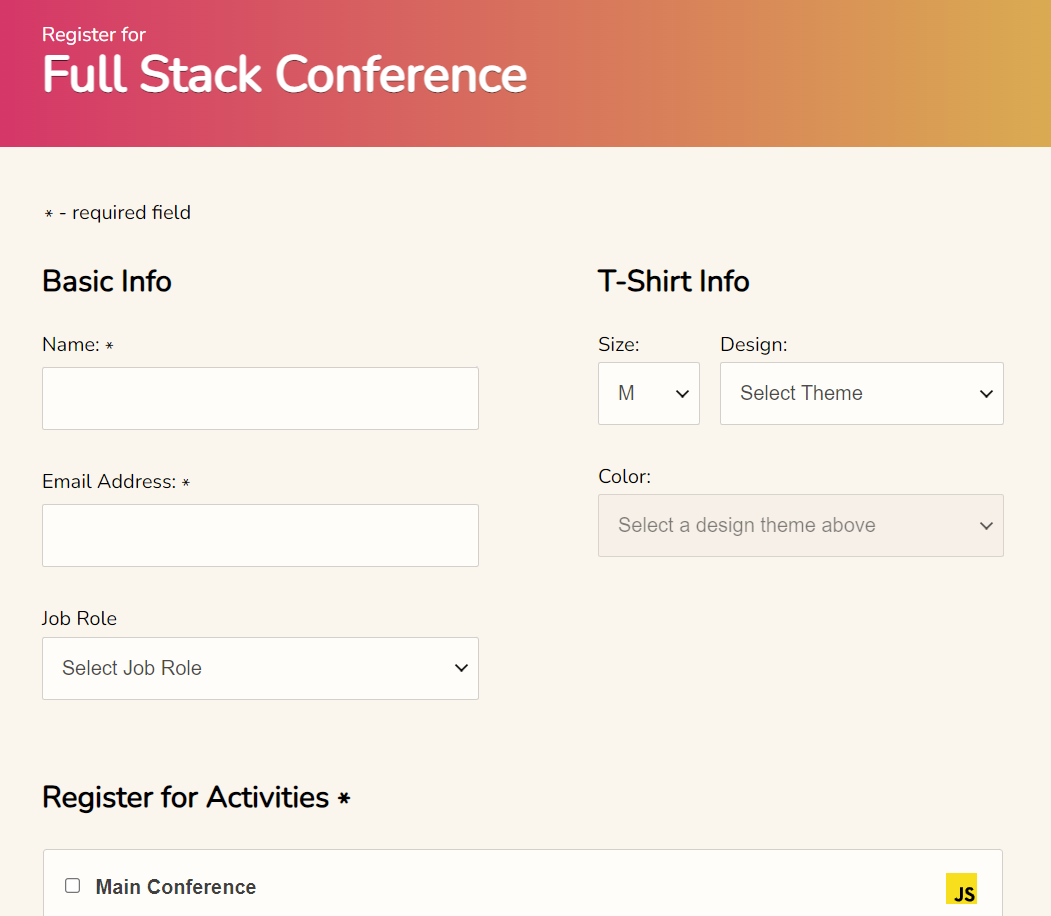 Register for
Full Stack Conference
* - required field
Basic Info
Name: *
Email Address: *
Job Role
Select Job Role
T-Shirt Info
Size:
Design:
M
Select Theme
Color:
Select a design theme above
Register for Activities *
Main Conference
JS